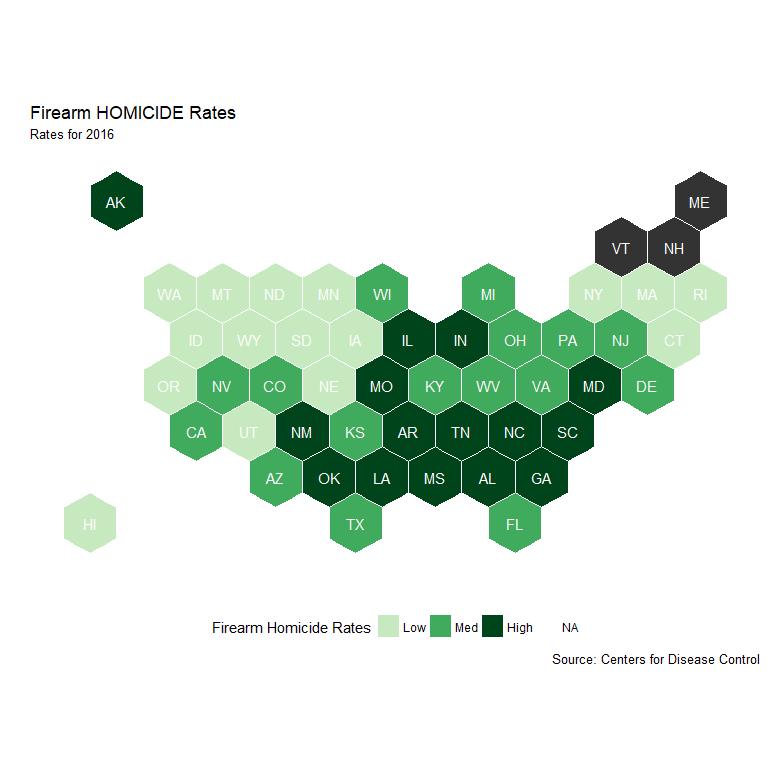 Firearm HOMICIDE Rates
Rates for 2016
AK ME
VT NH
WA MT ND MN WI MI NY MA RI
ID WY SD IA IL IN OH PA NJ CT
OR NV CO NE MO KY WV VA MD DE
CA UT NM KS AR TN NC SC
AZ OK LA MS AL GA
HI TX FL
Firearm Homicide Rates Low Med High NA
Source: Centers for Disease Control